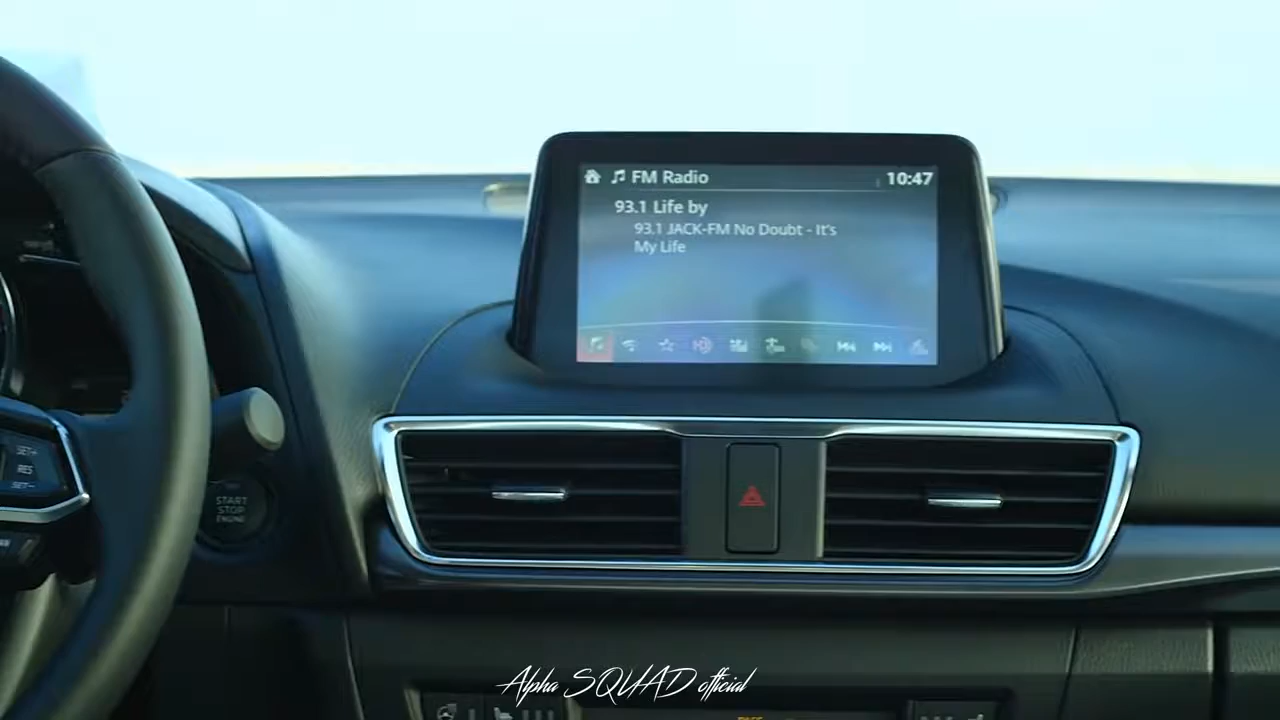 FM Radio
10:47
93.1 Life by
93.1 JACK-FM No Doubt - It's
My Life
SET+
RES
SET-
START
STOP
ENGINE
Alpha SQUAD official